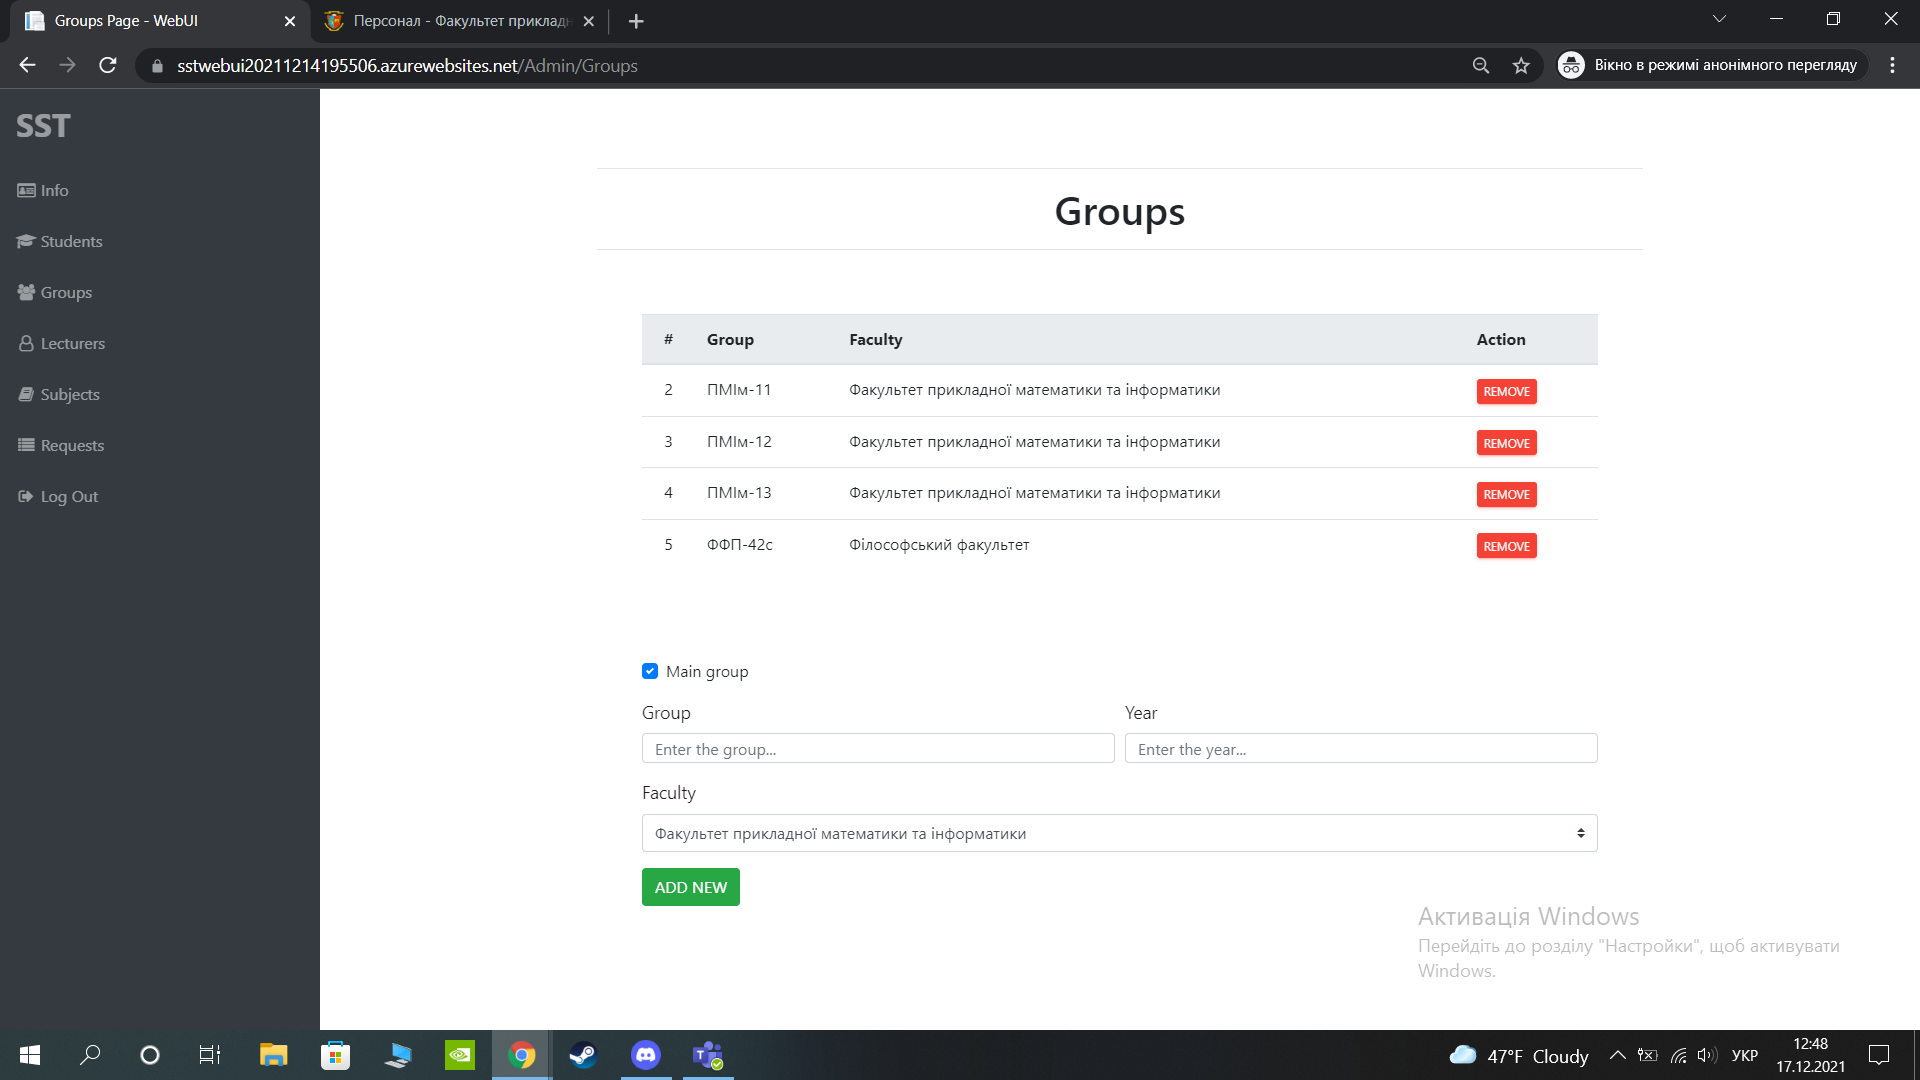 Groups Page - WebUI
Персонал - Факультет приклад
sstwebui20211214195506.azurewebsites.net/Admin/Groups
Вікно в режимі анонімного перегляду
SST
Info
Students
Groups
Lecturers
Subjects
Requests
Log Out
Groups
# Group Faculty Action
2 ПМІм-11 Факультет прикладної математики та інформатики REMOVE
3 ПМІм-12 Факультет прикладної математики та інформатики REMOVE
4 ПМІм-13 Факультет прикладної математики та інформатики REMOVE
5 ФФП-42с Філософський факультет REMOVE
Main group
Group Year
Enter the group... Enter the year...
Faculty
Факультет прикладної математики та інформатики
ADD NEW
Активація Windows
Перейдіть до розділу "Настройки", щоб активувати
Windows.
47°F Cloudy
УКР
12:48
17.12.2021